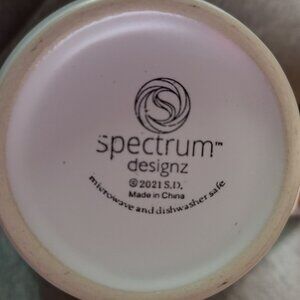 spectrum™
designz
©2021 S.D.
Made in China
microwave and dishwasher safe